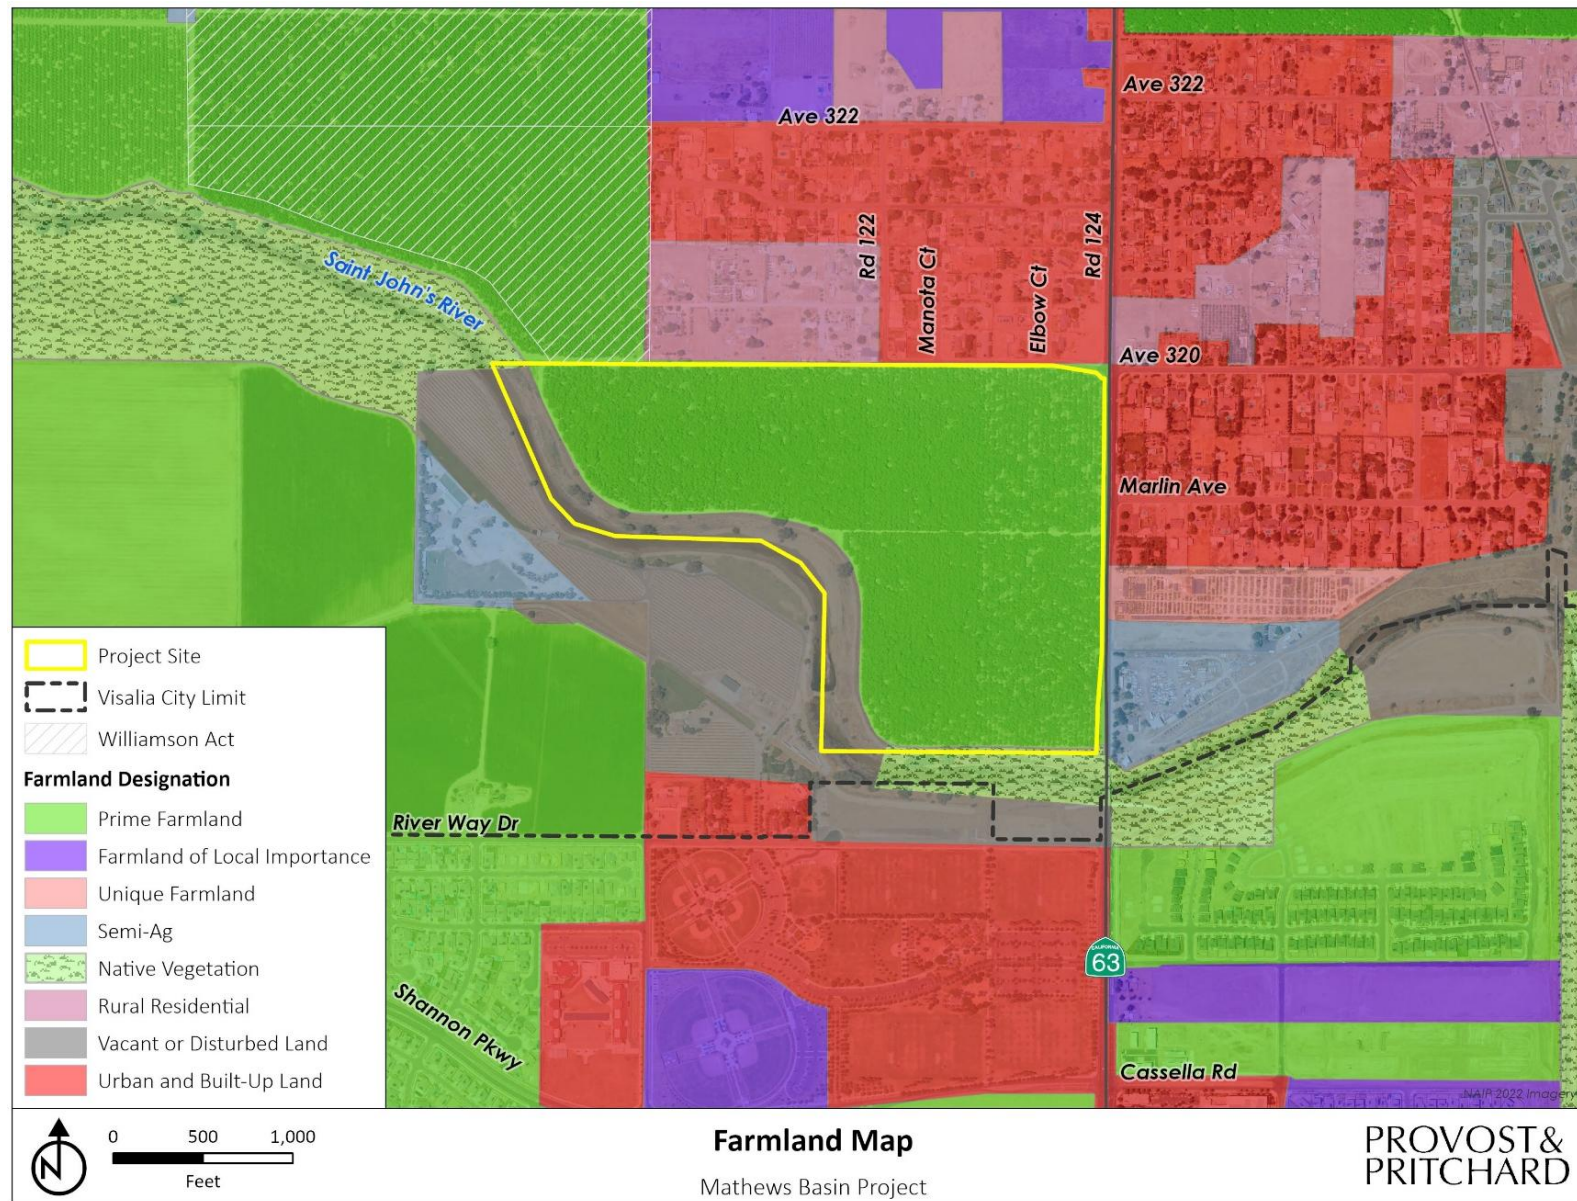 Ave 322
Ave 322
Rd 122
Manota Ct
Elbow Ct
Rd 124
Saint John's River
Ave 320
Marlin Ave
Project Site
Visalia City Limit
Williamson Act
Farmland Designation
Prime Farmland
Farmland of Local Importance
Unique Farmland
Semi-Ag
Native Vegetation
Rural Residential
Vacant or Disturbed Land
Urban and Built-Up Land
River Way Dr
CALIFORNIA
63
Shannon Pkwy
Cassella Rd
NAIP 2022 Imagery
N
0 500 1,000
Feet
Farmland Map
Mathews Basin Project
PROVOST&
PRITCHARD